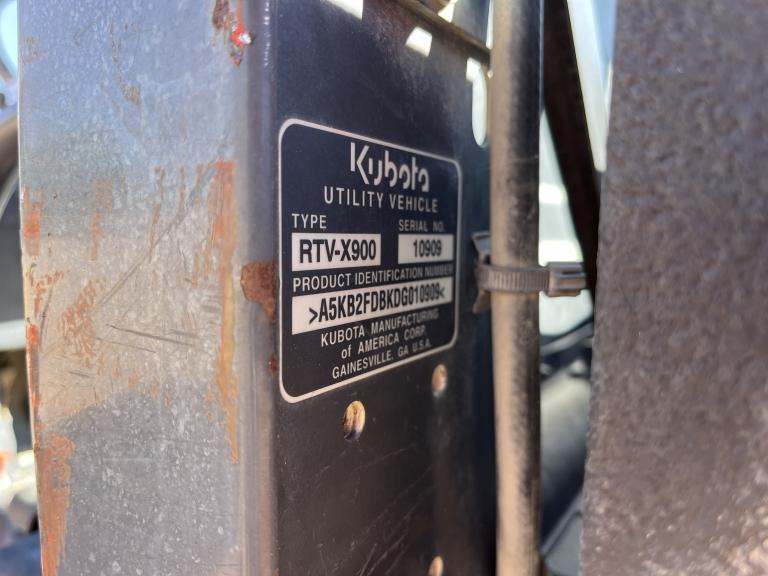 Kubota
UTILITY VEHICLE
TYPE SERIAL NO.
RTV-X900 10909
PRODUCT IDENTIFICATION NUMBER
>A5KB2FDBKDG010909<
KUBOTA MANUFACTURING
of AMERICA CORP.
GAINESVILLE, GA U.S.A.